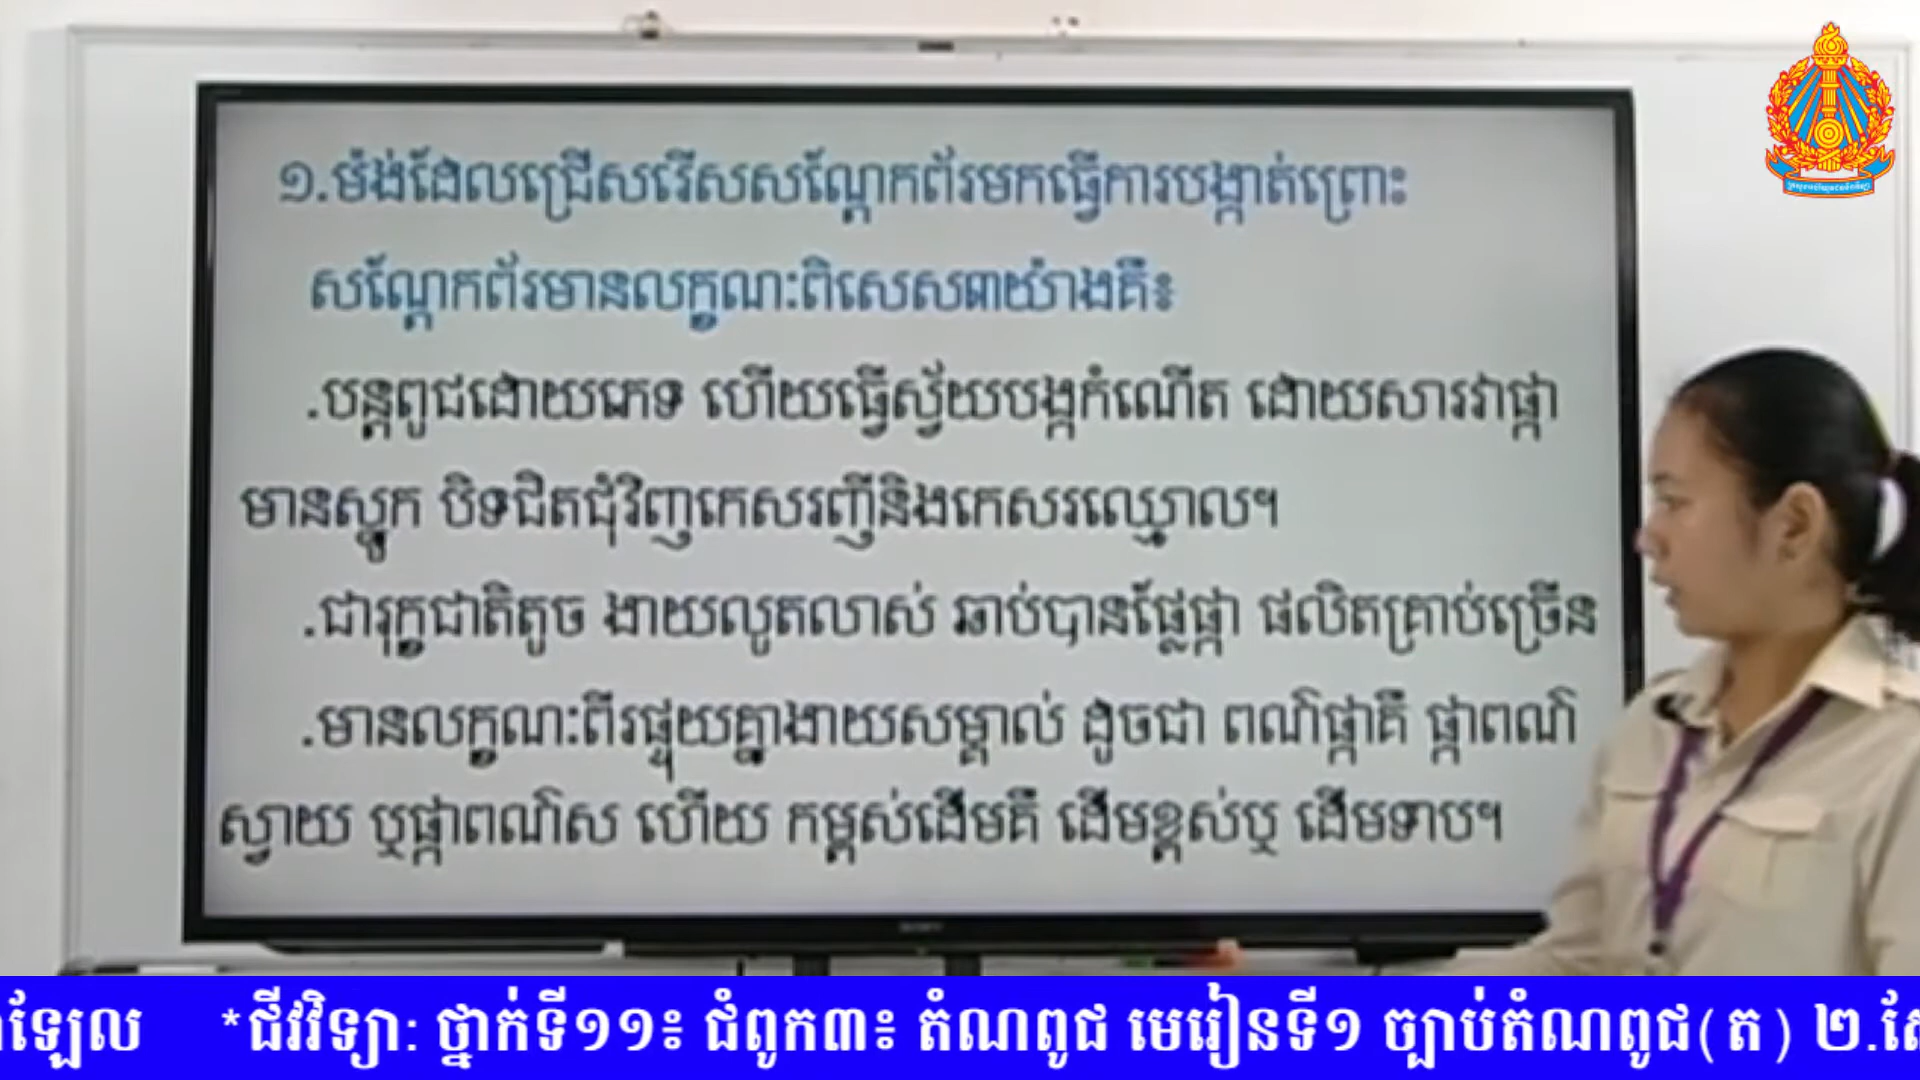 ១.ម៉ង់ដែលជ្រើសរើសសណ្ដែកព័រមកធ្វើការបង្កាត់ព្រោះ
សណ្ដែកព័រមានលក្ខណៈពិសេស៣យ៉ាងគឺ៖
.បន្តពូជដោយភេទ ហើយធ្វើស្វ័យបង្កកំណើត ដោយសារវាផ្កា
មានស្នូក បិទជិតជុំវិញកេសរញីនិងកេសរឈ្មោល។
.ជារុក្ខជាតិតូច ងាយលូតលាស់ ឆាប់បានផ្លែផ្កា ផលិតគ្រាប់ច្រើន
.មានលក្ខណៈពីរផ្ទុយគ្នាងាយសម្គាល់ ដូចជា ពណ៌ផ្កាគឺ ផ្កាពណ៌
ស្វាយ ឬផ្កាពណ៌ស ហើយ កម្ពស់ដើមគឺ ដើមខ្ពស់ឬ ដើមទាប។
ឡែល *ជីវវិទ្យា: ថ្នាក់ទី១១៖ ជំពូក៣៖ តំណពូជ មេរៀនទី១ ច្បាប់តំណពូជ(ត) ២.សែ